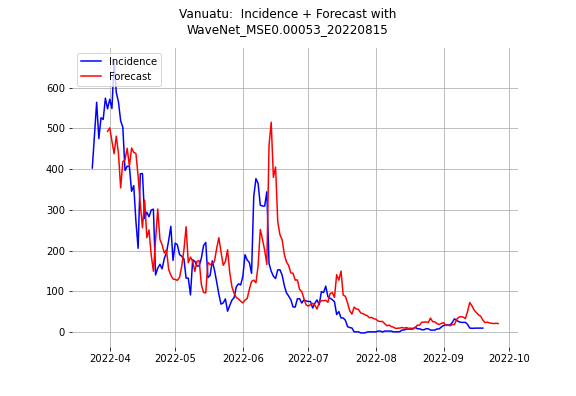 Vanuatu:  Incidence + Forecast with
WaveNet_MSE0.00053_20220815
Incidence
Forecast
600
500
400
300
200
100
0
2022-04 2022-05 2022-06 2022-07 2022-08 2022-09 2022-10